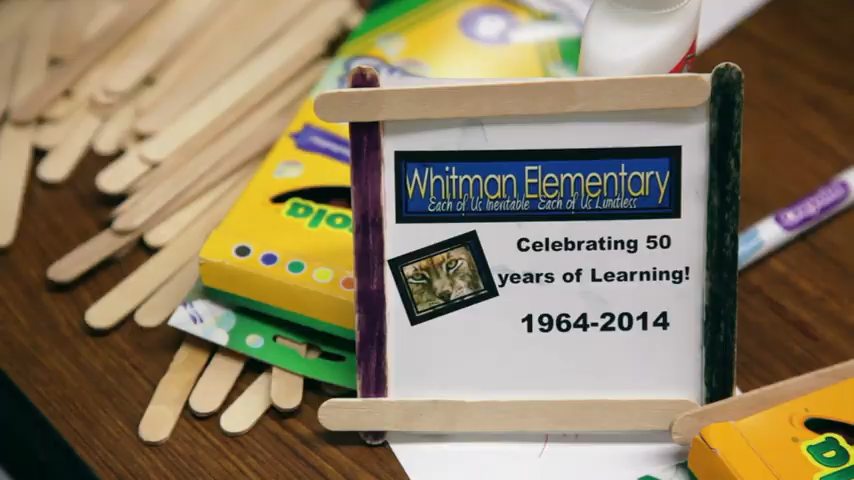 Whitman Elementary
Each of Us Inevitable Each of Us Limitless
Celebrating 50
years of Learning!
1964-2014